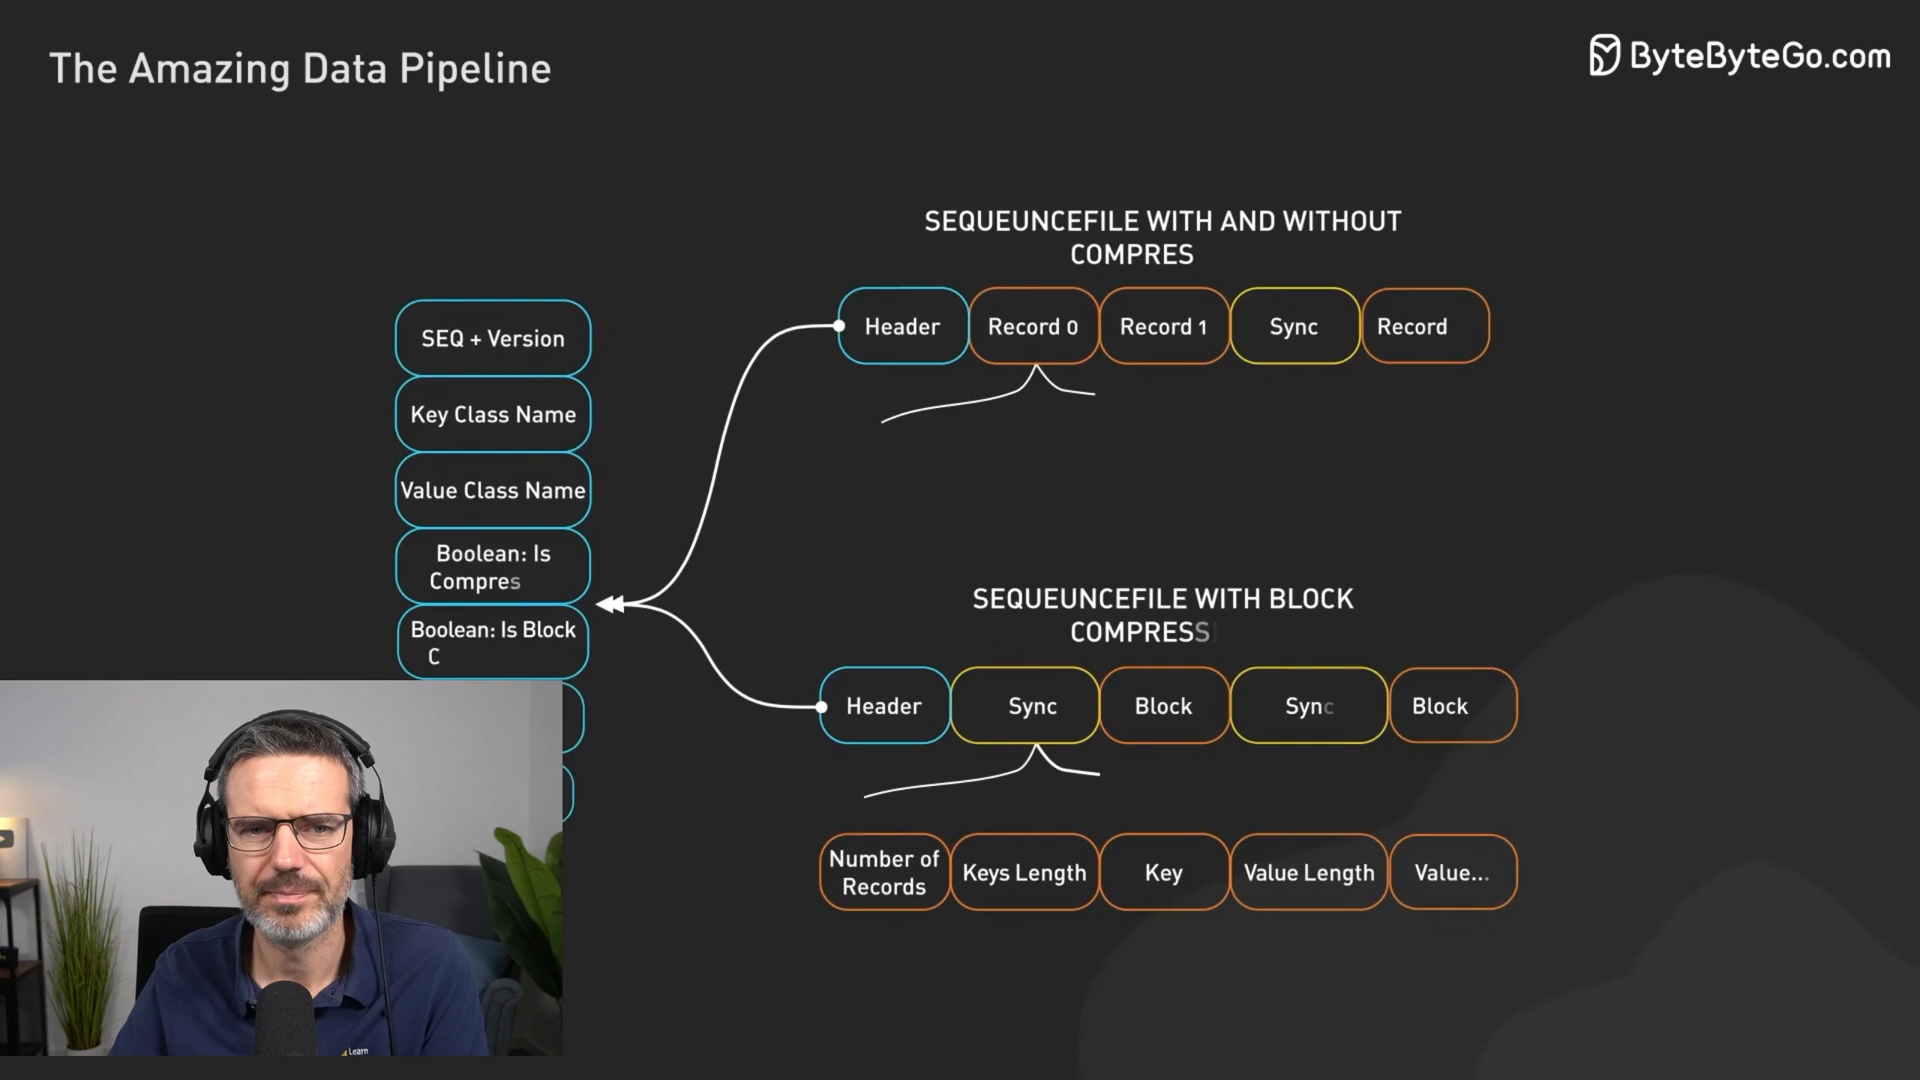 The Amazing Data Pipeline
ByteByteGo.com
SEQUEUNCEFILE WITH AND WITHOUT
COMPRES
Header
Record 0
Record 1
Sync
Record
SEQ + Version
Key Class Name
Value Class Name
Boolean: Is
Compres
Boolean: Is Block
C
SEQUEUNCEFILE WITH BLOCK
COMPRESS
Header
Sync
Block
Sync
Block
Number of
Records
Keys Length
Key
Value Length
Value...
Learn